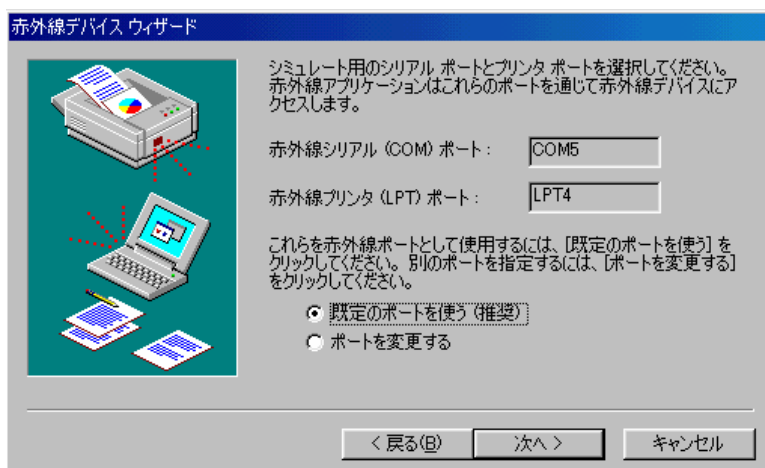 赤外線デバイス ウィザード
シミュレート用のシリアル ポートとプリンタ ポートを選択してください。
赤外線アプリケーションはこれらのポートを通じて赤外線デバイスにア
クセスします。
赤外線シリアル (COM) ポート :　COM5
赤外線プリンタ (LPT) ポート :　LPT4
これらを赤外線ポートとして使用するには、[既定のポートを使う] を
クリックしてください。別のポートを指定するには、[ポートを変更する]
をクリックしてください。
既定のポートを使う (推奨)
ポートを変更する
< 戻る(B)　次へ >　キャンセル